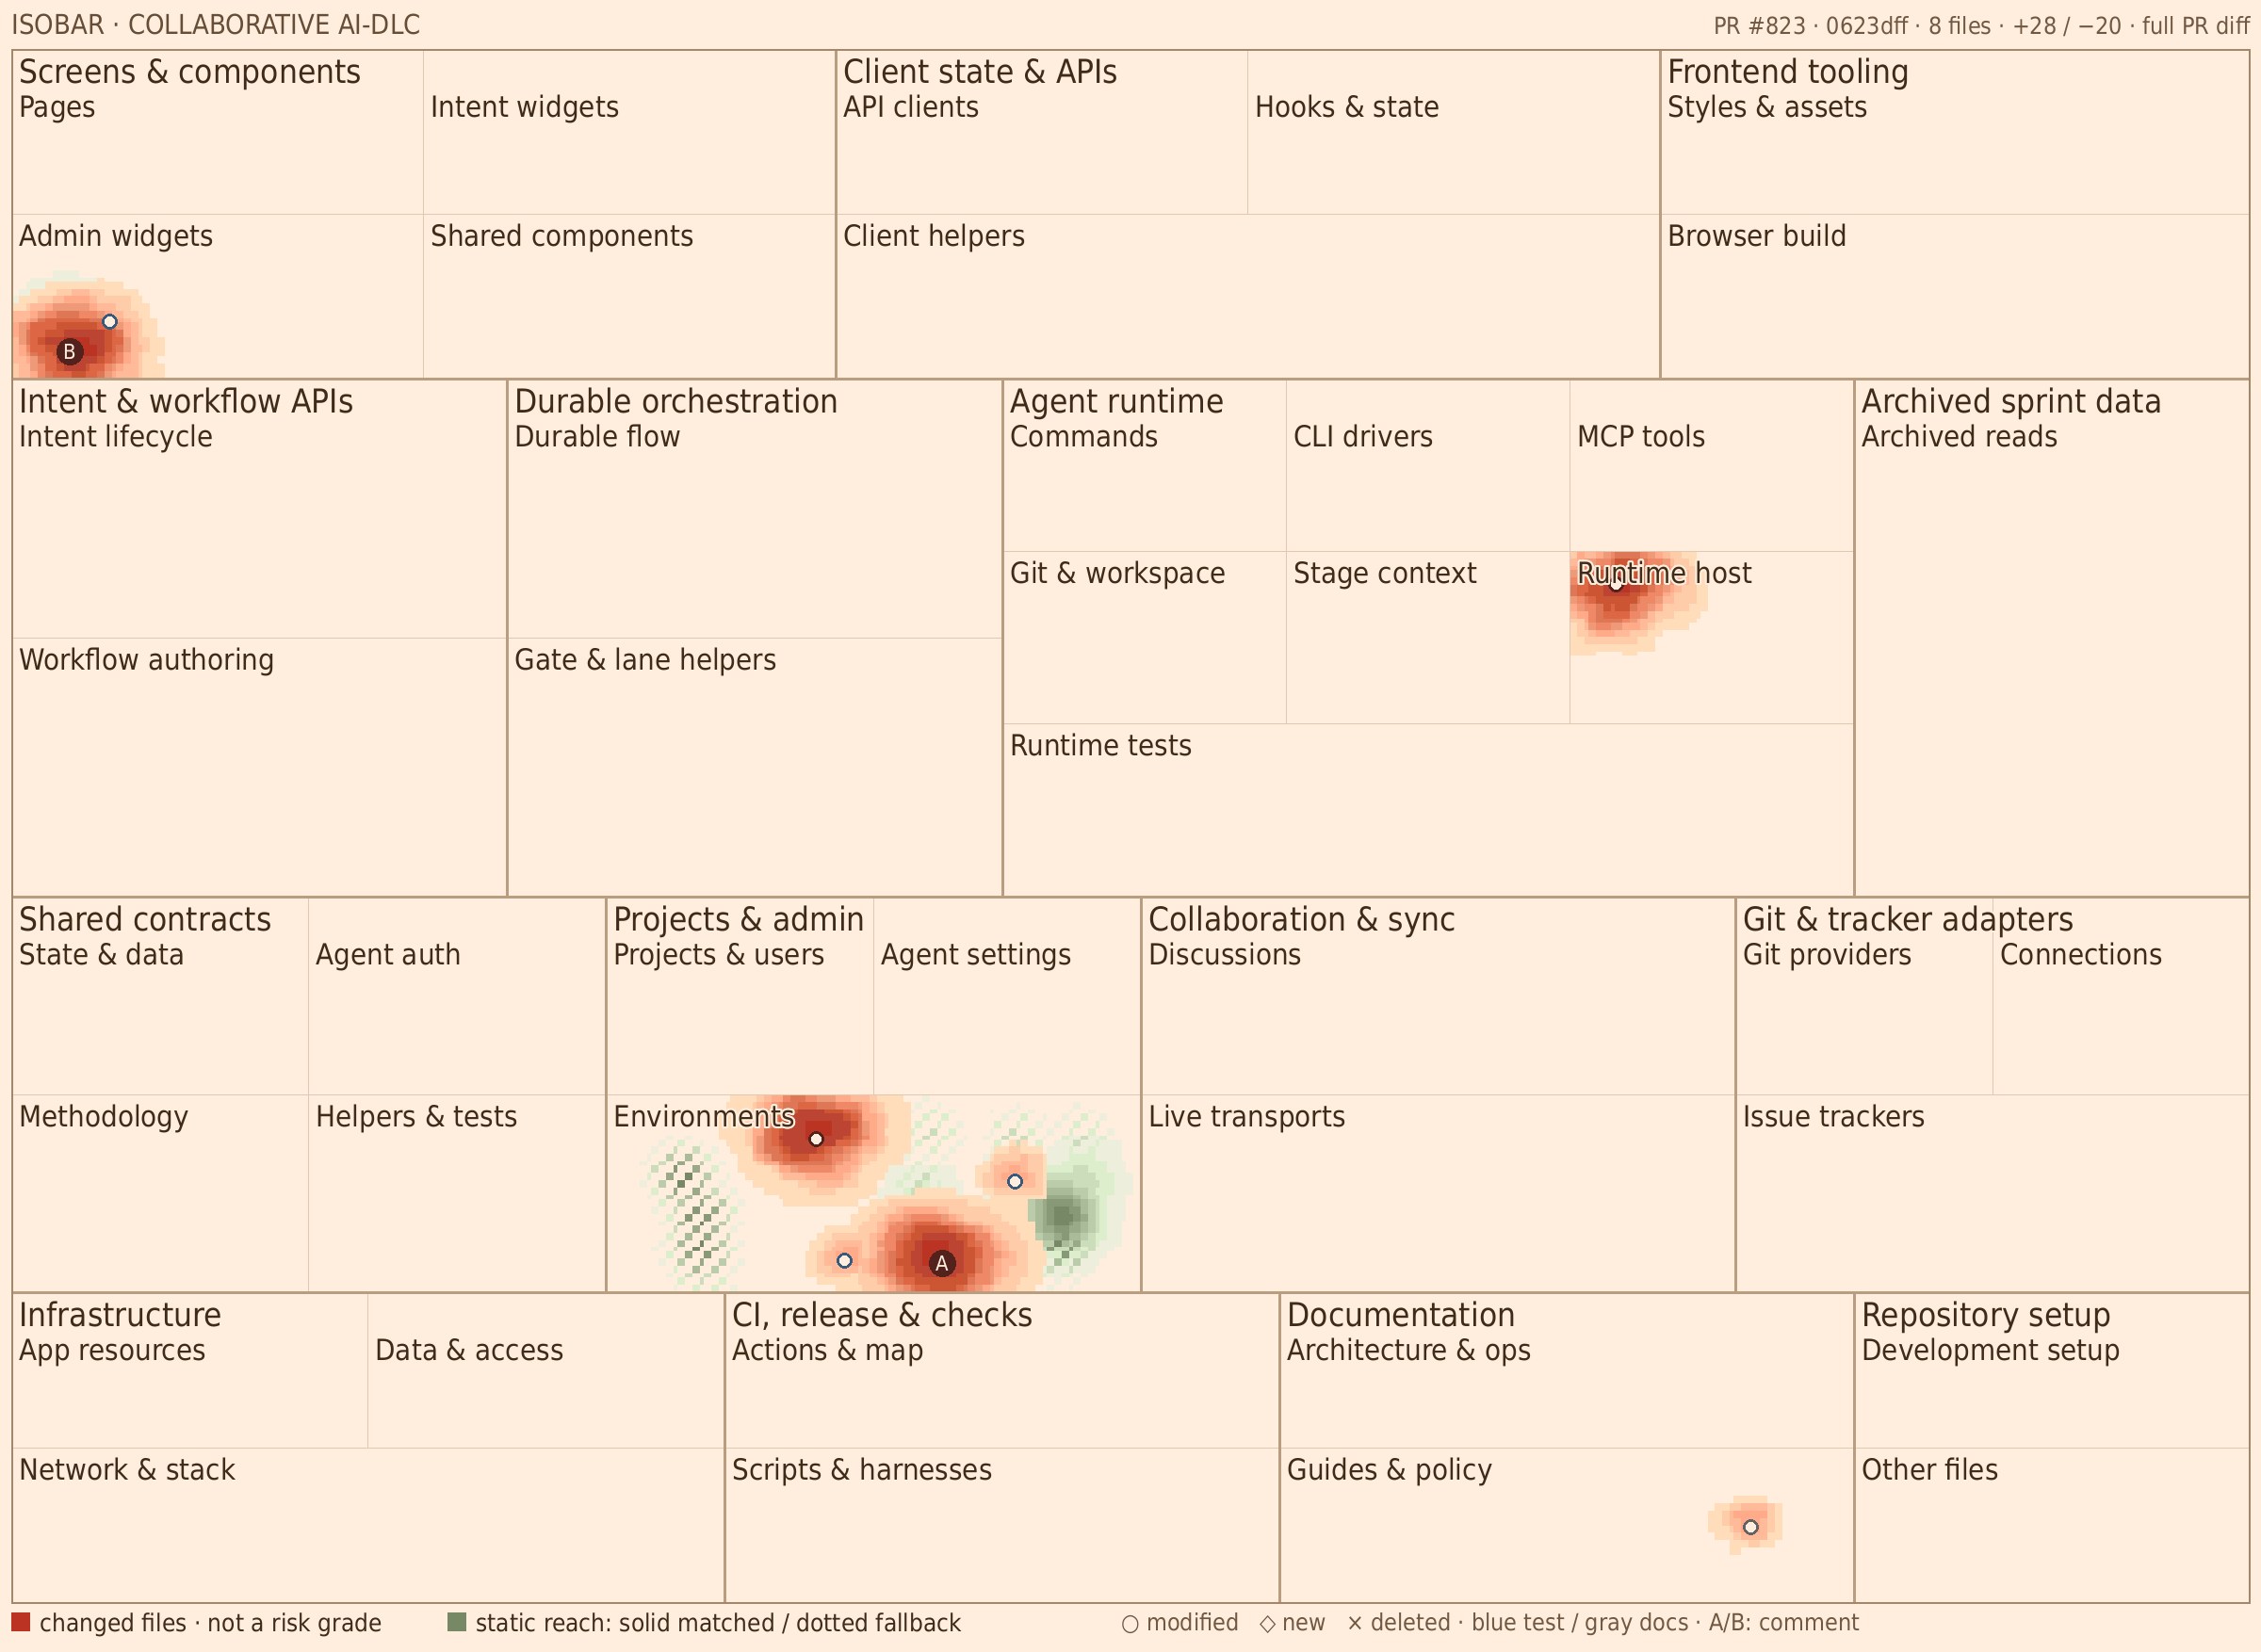 ISOBAR · COLLABORATIVE AI-DLC
PR #823 · 0623dff · 8 files · +28 / −20 · full PR diff
Screens & components
Client state & APIs
Frontend tooling
Pages
Intent widgets
API clients
Hooks & state
Styles & assets
Admin widgets
Shared components
Client helpers
Browser build
B
Intent & workflow APIs
Durable orchestration
Agent runtime
Archived sprint data
Intent lifecycle
Durable flow
Commands
CLI drivers
MCP tools
Archived reads
Git & workspace
Stage context
Runtime host
Workflow authoring
Gate & lane helpers
Runtime tests
Shared contracts
Projects & admin
Collaboration & sync
Git & tracker adapters
State & data
Agent auth
Projects & users
Agent settings
Discussions
Git providers
Connections
Methodology
Helpers & tests
Environments
Live transports
Issue trackers
A
Infrastructure
CI, release & checks
Documentation
Repository setup
App resources
Data & access
Actions & map
Architecture & ops
Development setup
Network & stack
Scripts & harnesses
Guides & policy
Other files
changed files · not a risk grade
static reach: solid matched / dotted fallback
○ modified ◇ new × deleted · blue test / gray docs · A/B: comment